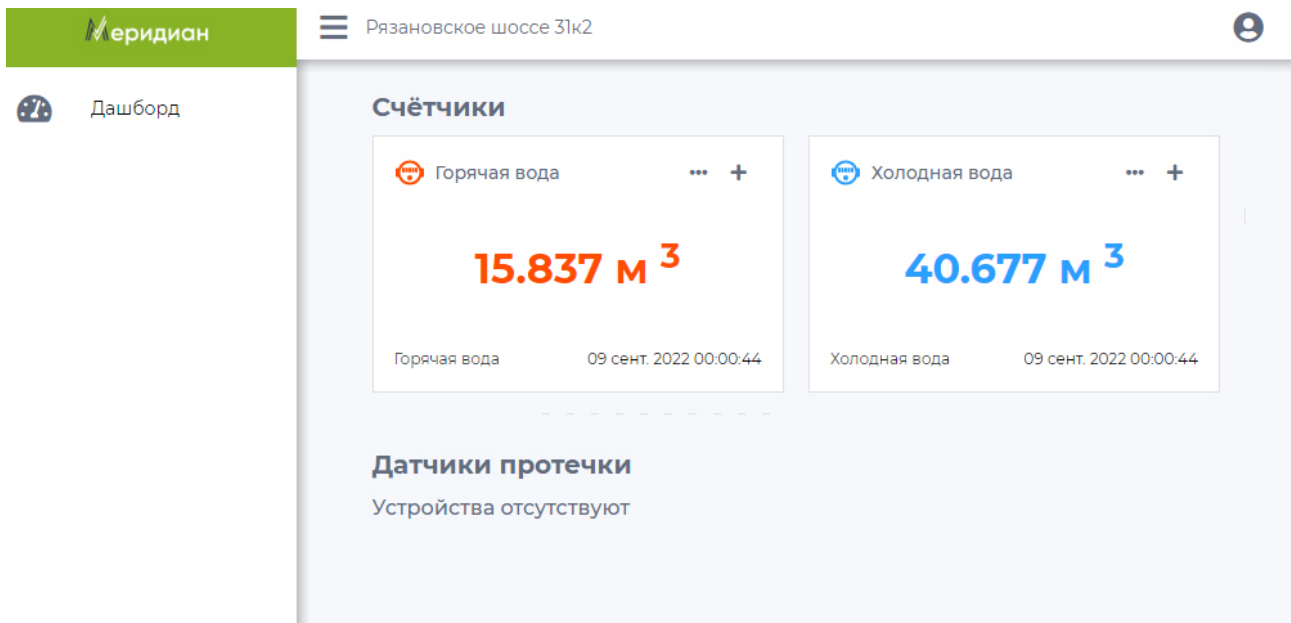 Меридиан
Рязановское шоссе 31к2
Дашборд
Счётчики
Горячая вода
15.837 м 3
Горячая вода 09 сент. 2022 00:00:44
Холодная вода
40.677 м 3
Холодная вода 09 сент. 2022 00:00:44
Датчики протечки
Устройства отсутствуют